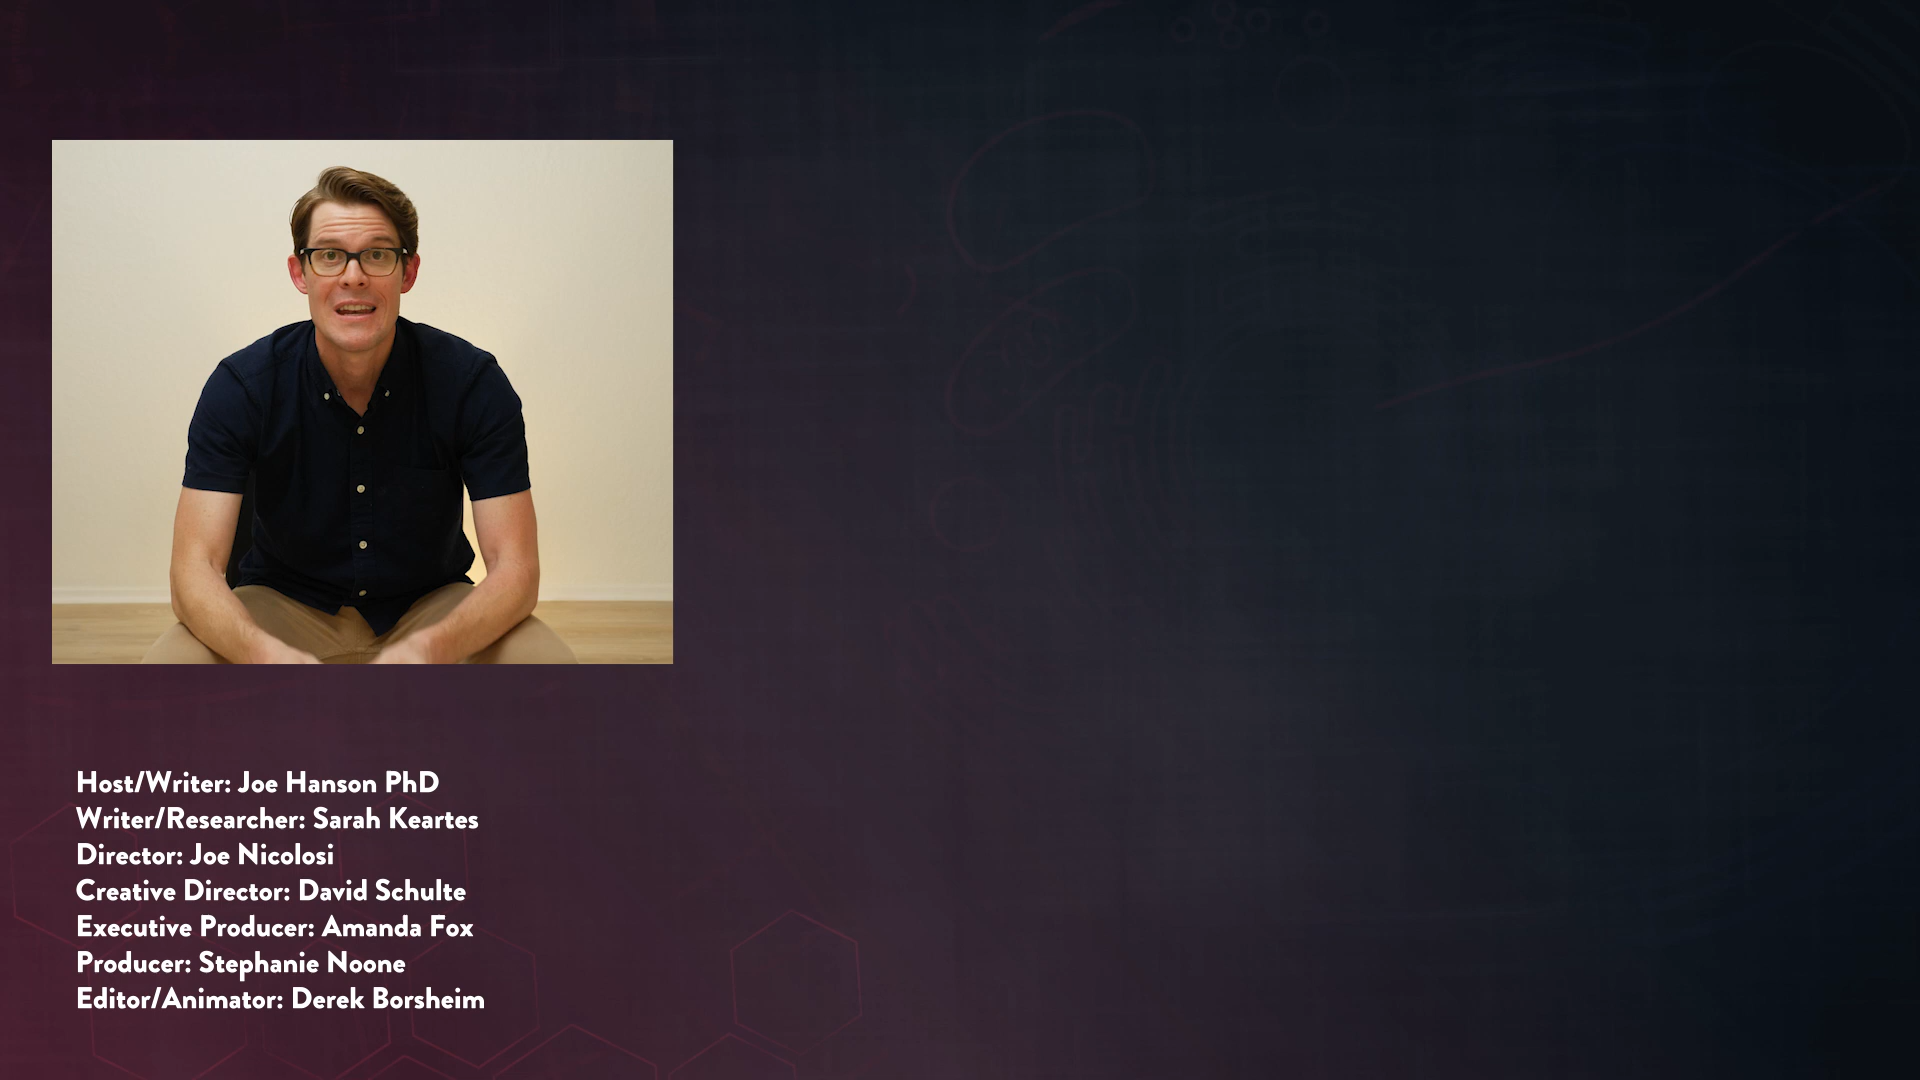 Host/Writer: Joe Hanson PhD
Writer/Researcher: Sarah Keartes
Director: Joe Nicolosi
Creative Director: David Schulte
Executive Producer: Amanda Fox
Producer: Stephanie Noone
Editor/Animator: Derek Borsheim